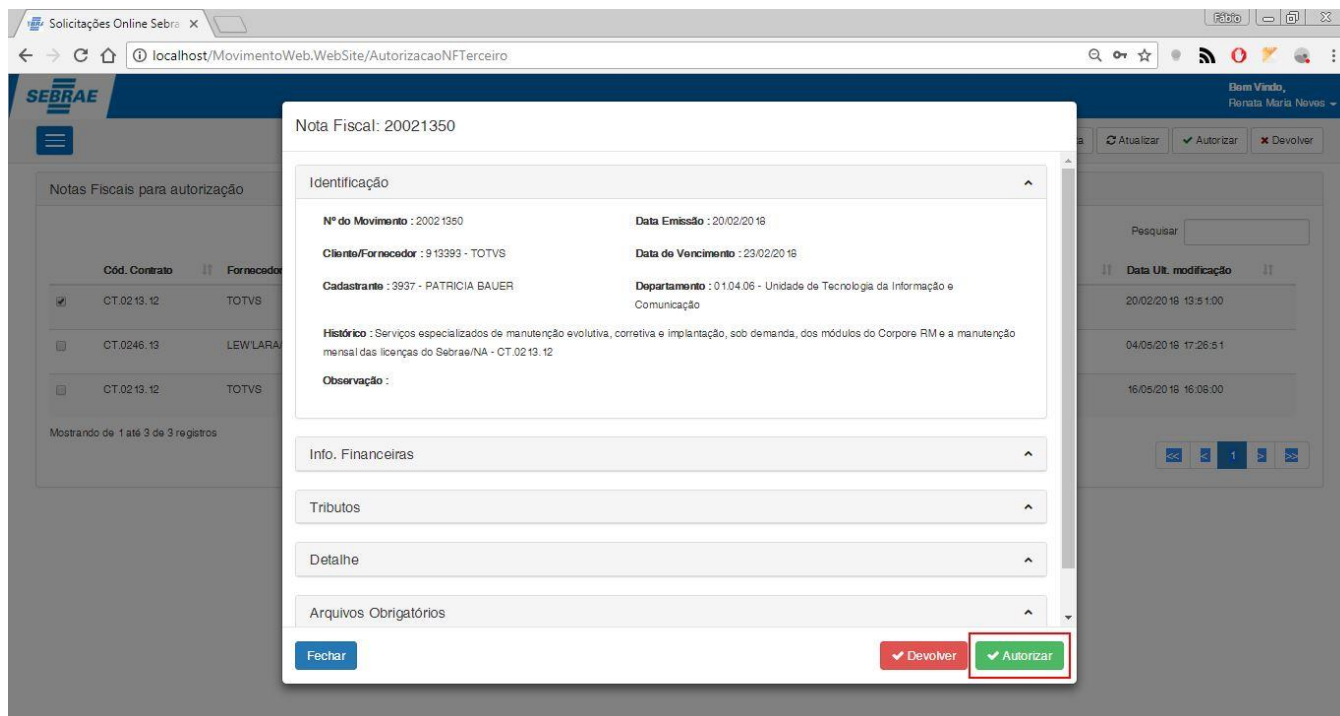 Solicitações Online Sebra
Fábio
localhost/MovimentoWeb.WebSite/AutorizacaoNFTerceiro
SEBRAE
Bem Vindo,
Renata Maria Neves
Atualizar
Autorizar
Devolver
Nota Fiscal: 20021350
Notas Fiscais para autorização
Pesquisar
Cód. Contrato
Fornecedor
Data Ult. modificação
CT.0213.12
TOTVS
20/02/2018 13:51:00
CT.0246.13
LEW'LARA/
04/05/2018 17:26:51
CT.0213.12
TOTVS
16/05/2018 16:08:00
Mostrando de 1 até 3 de 3 registros
<< < 1 > >>
Identificação
Nº do Movimento : 20021350
Data Emissão : 20/02/2018
Cliente/Fornecedor : 913393 - TOTVS
Data de Vencimento : 23/02/2018
Cadastrante : 3937 - PATRICIA BAUER
Departamento : 01.04.06 - Unidade de Tecnologia da Informação e
Comunicação
Histórico : Serviços especializados de manutenção evolutiva, corretiva e implantação, sob demanda, dos módulos do Corpore RM e a manutenção
mensal das licenças do Sebrae/NA - CT.0213.12
Observação :
Info. Financeiras
Tributos
Detalhe
Arquivos Obrigatórios
Fechar
Devolver
Autorizar